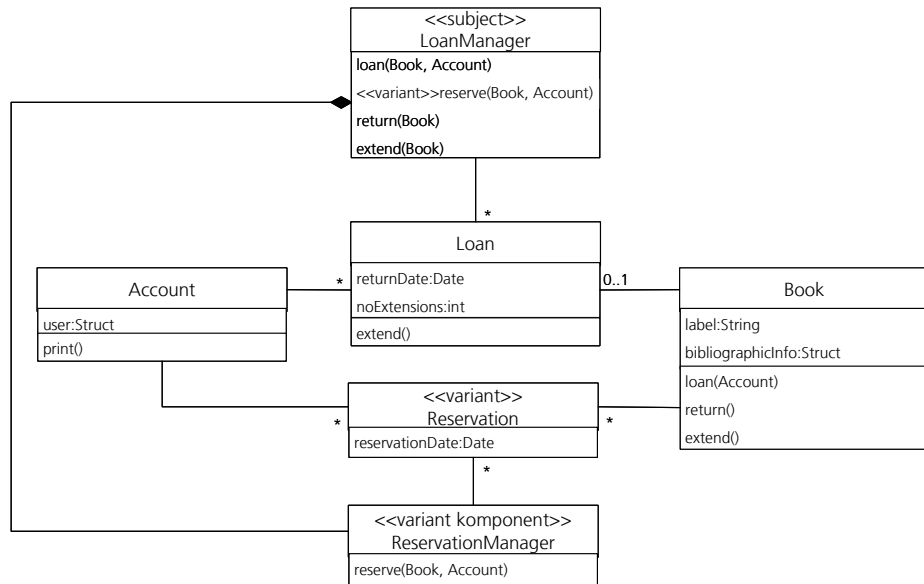 <<subject>>
LoanManager
loan(Book, Account)
<<variant>>reserve(Book, Account)
return(Book)
extend(Book)
*
Loan
returnDate:Date
noExtensions:int
extend()
*
0..1
Account
user:Struct
print()
Book
label:String
bibliographicInfo:Struct
loan(Account)
return()
extend()
<<variant>>
Reservation
reservationDate:Date
*
*
*
<<variant komponent>>
ReservationManager
reserve(Book, Account)